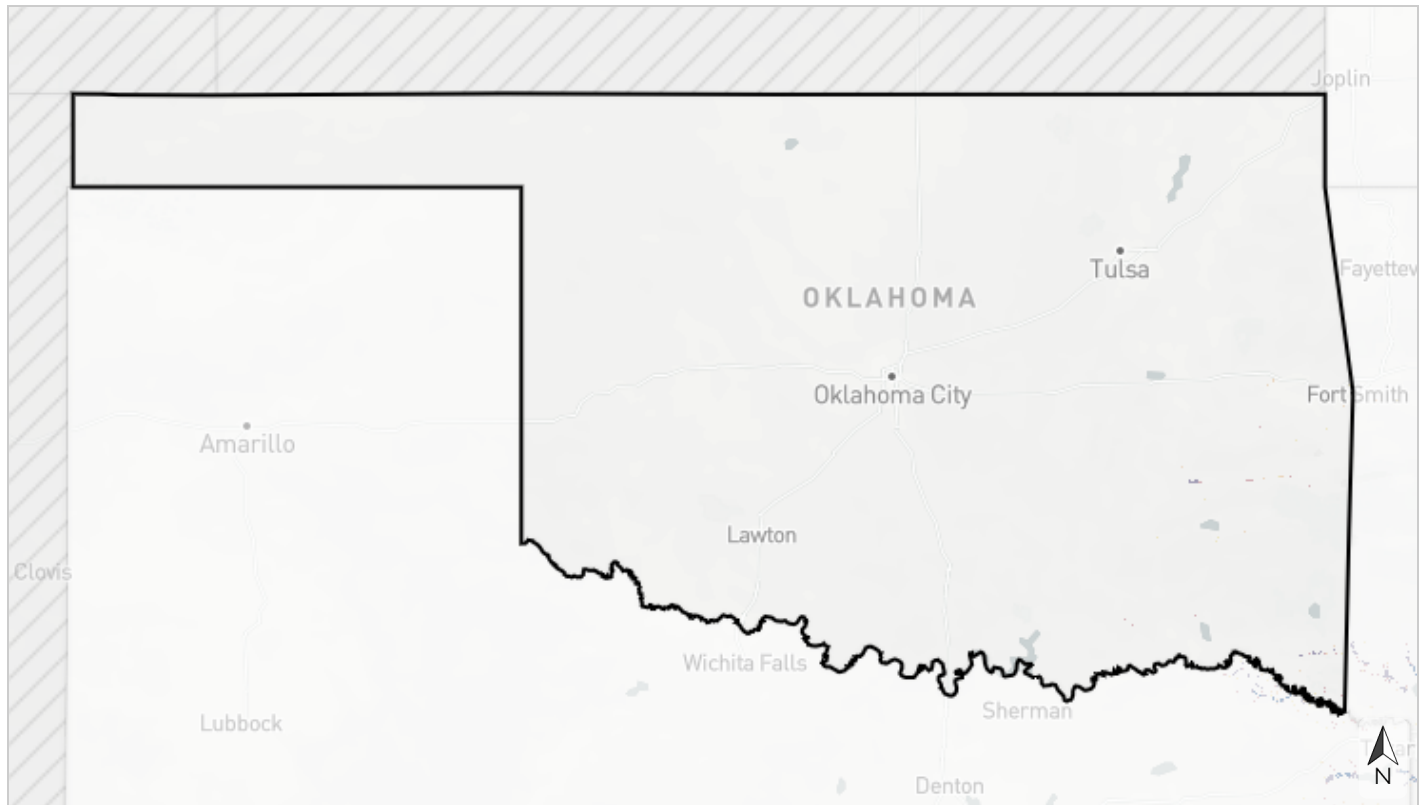 Joplin
Tulsa
Fayettev
OKLAHOMA
Oklahoma City
Fort Smith
Amarillo
Lawton
Clovis
Wichita Falls
Lubbock
Sherman
N
Denton